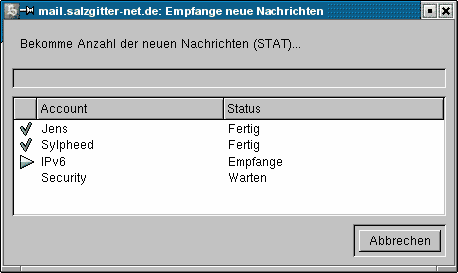 mail.salzgitter-net.de: Empfange neue Nachrichten
Bekomme Anzahl der neuen Nachrichten (STAT)...
Account Status
Jens Fertig
Sylpheed Fertig
IPv6 Empfange
Security Warten
Abbrechen